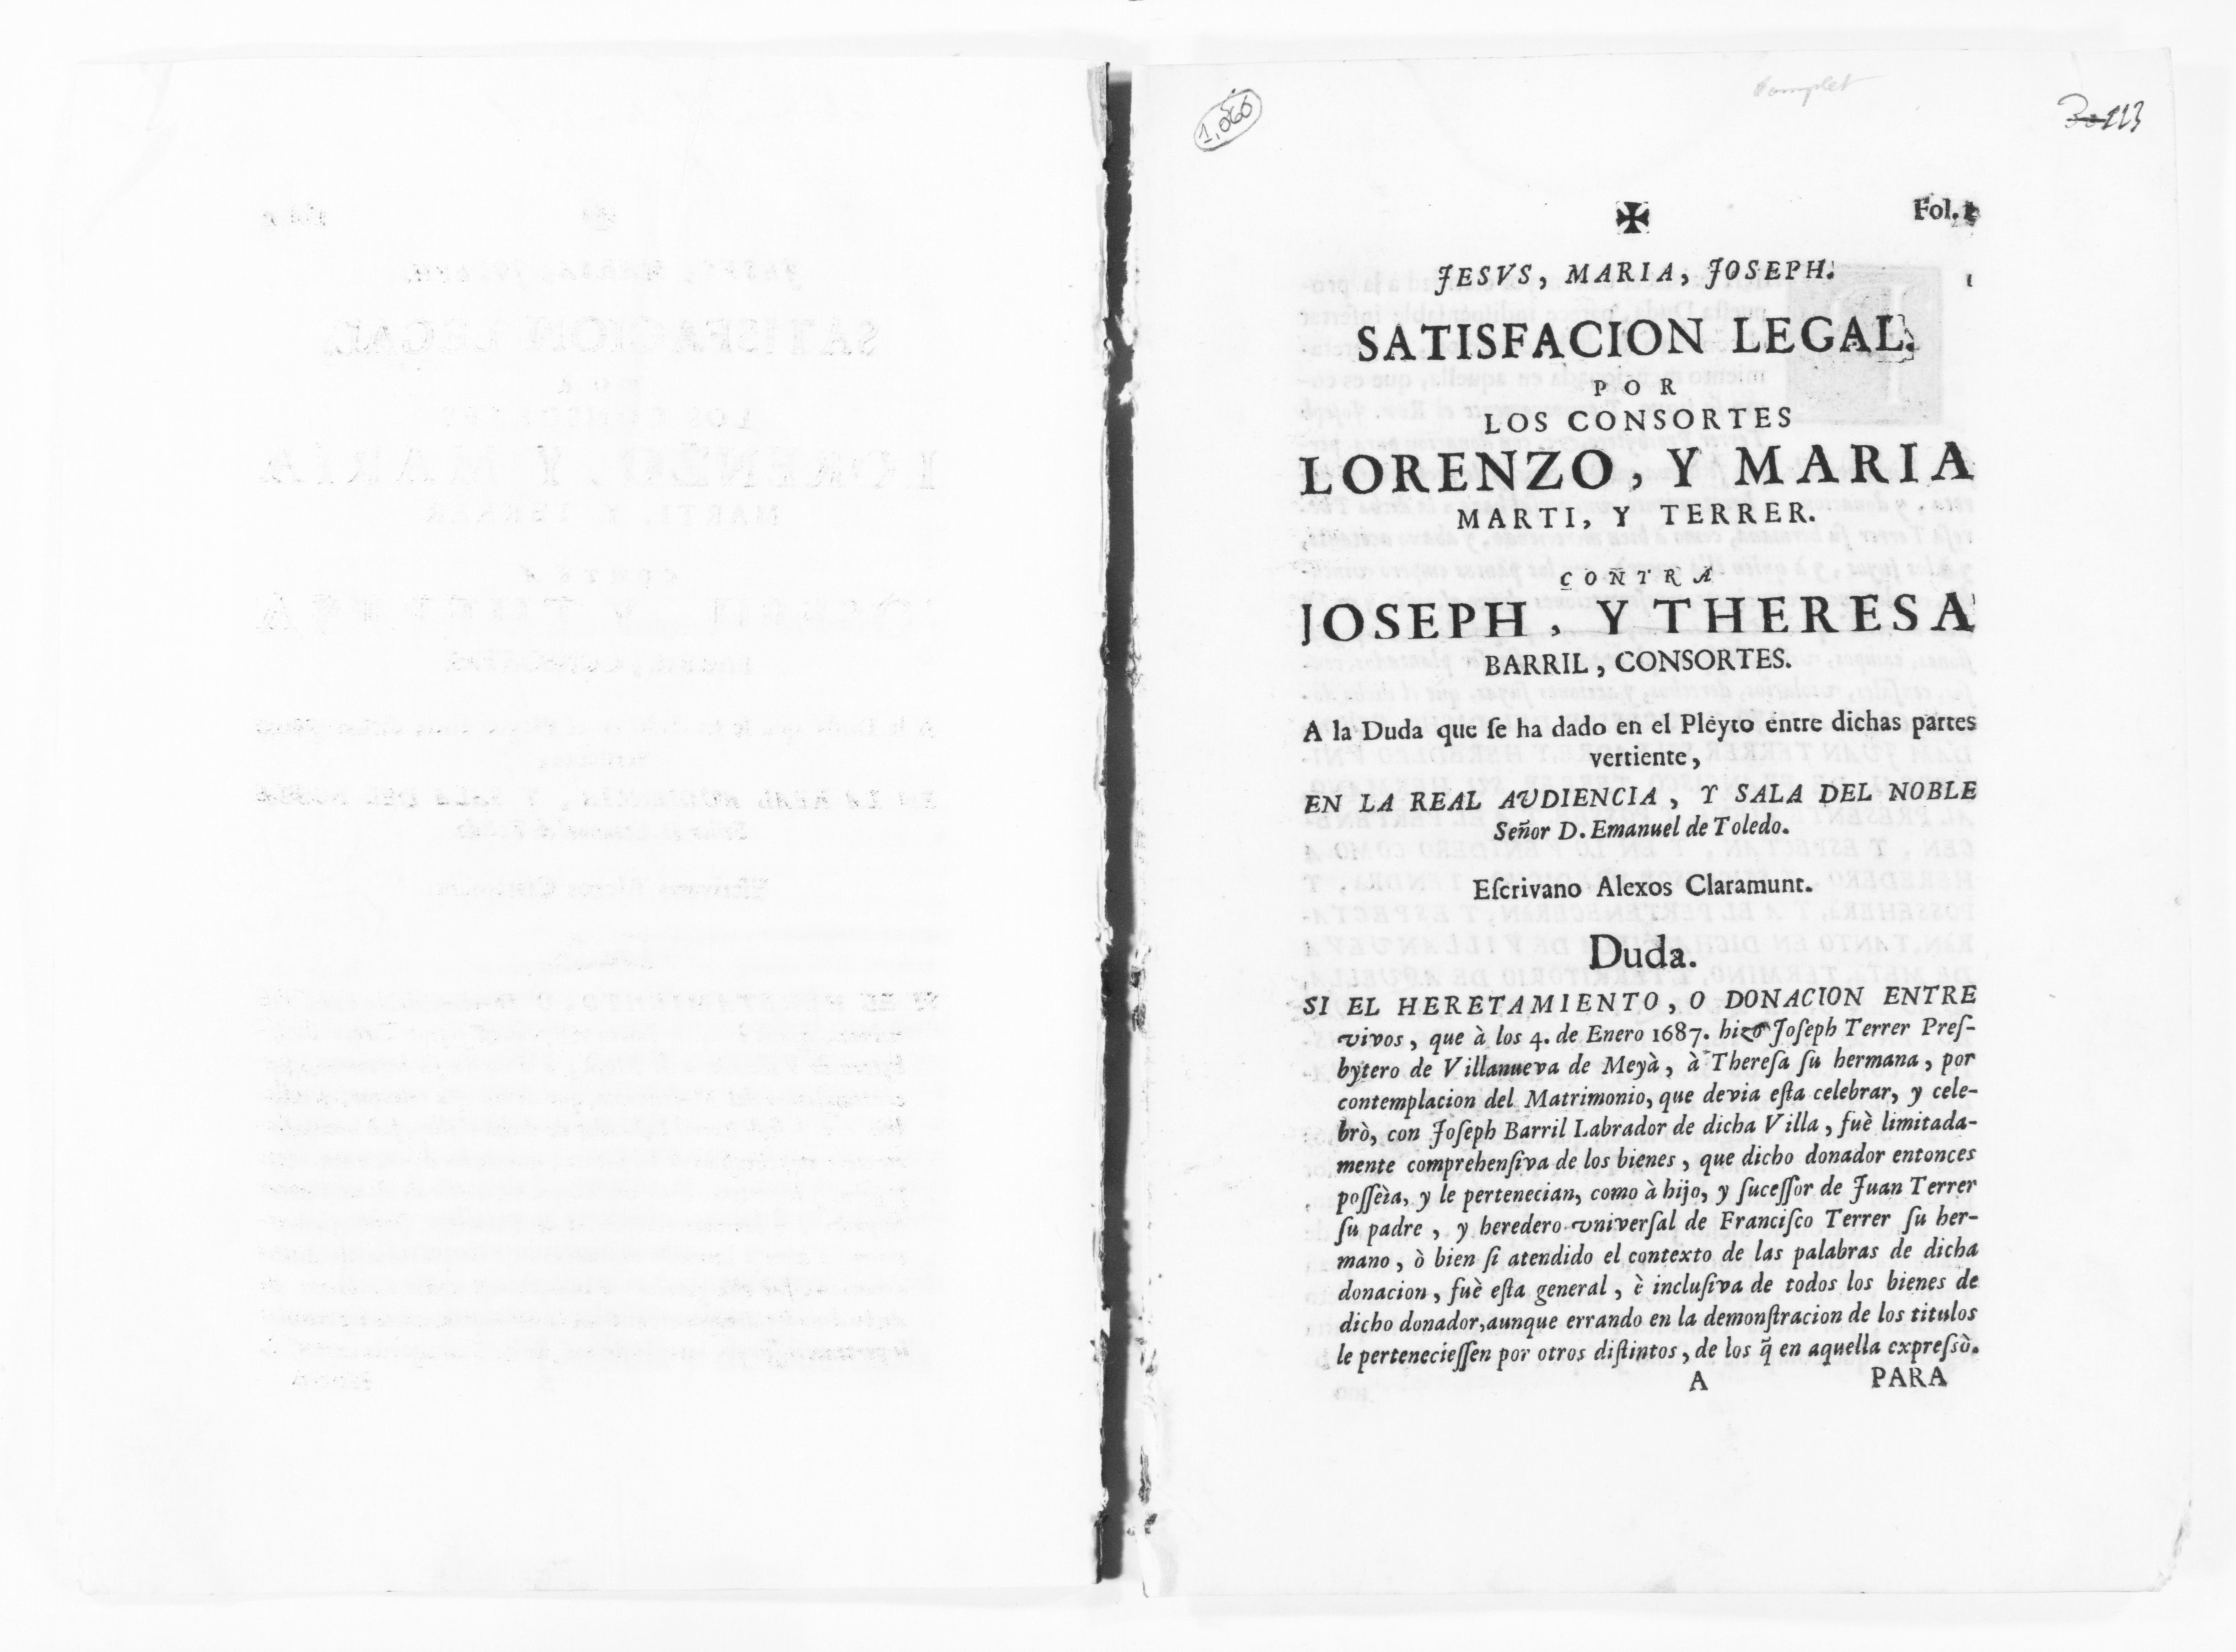 1,066
Pamplet
113
✠
Fol.
JESVS, MARIA, JOSEPH.
SATISFACION LEGAL.
POR
LOS CONSORTES
LORENZO, Y MARIA
MARTI, Y TERRER.
CONTRA
JOSEPH, Y THERESA
BARRIL, CONSORTES.
A la Duda que ſe ha dado en el Pleyto entre dichas partes
vertiente,
EN LA REAL AUDIENCIA, Y SALA DEL NOBLE
Señor D. Emanuel de Toledo.
Eſcrivano Alexos Claramunt.
Duda.
SI EL HERETAMIENTO, O DONACION ENTRE
vivos, que à los 4. de Enero 1687. hizo Joſeph Terrer Preſ-
bytero de Villanueva de Meyà, à Thereſa ſu hermana, por
contemplacion del Matrimonio, que devia eſta celebrar, y cele-
brò, con Joſeph Barril Labrador de dicha Villa, fuè limitada-
mente comprehenſiva de los bienes, que dicho donador entonces
poſſeìa, y le pertenecian, como à hijo, y ſuceſſor de Juan Terrer
ſu padre, y heredero univerſal de Franciſco Terrer ſu her-
mano, ò bien ſi atendido el contexto de las palabras de dicha
donacion, fuè eſta general, è incluſiva de todos los bienes de
dicho donador, aunque errando en la demonſtracion de los titulos
le pertenecieſſen por otros diſtintos, de los q̃ en aquella expreſsò.
A PARA